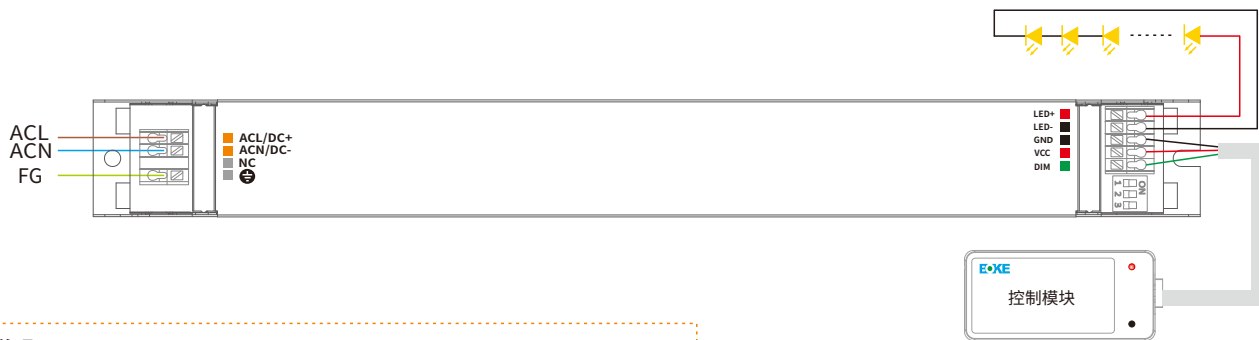 ACL
ACN
FG
ACL/DC+
ACN/DC-
NC
LED+
LED-
GND
VCC
DIM
ON
1 2 3
EOKE
控制模块